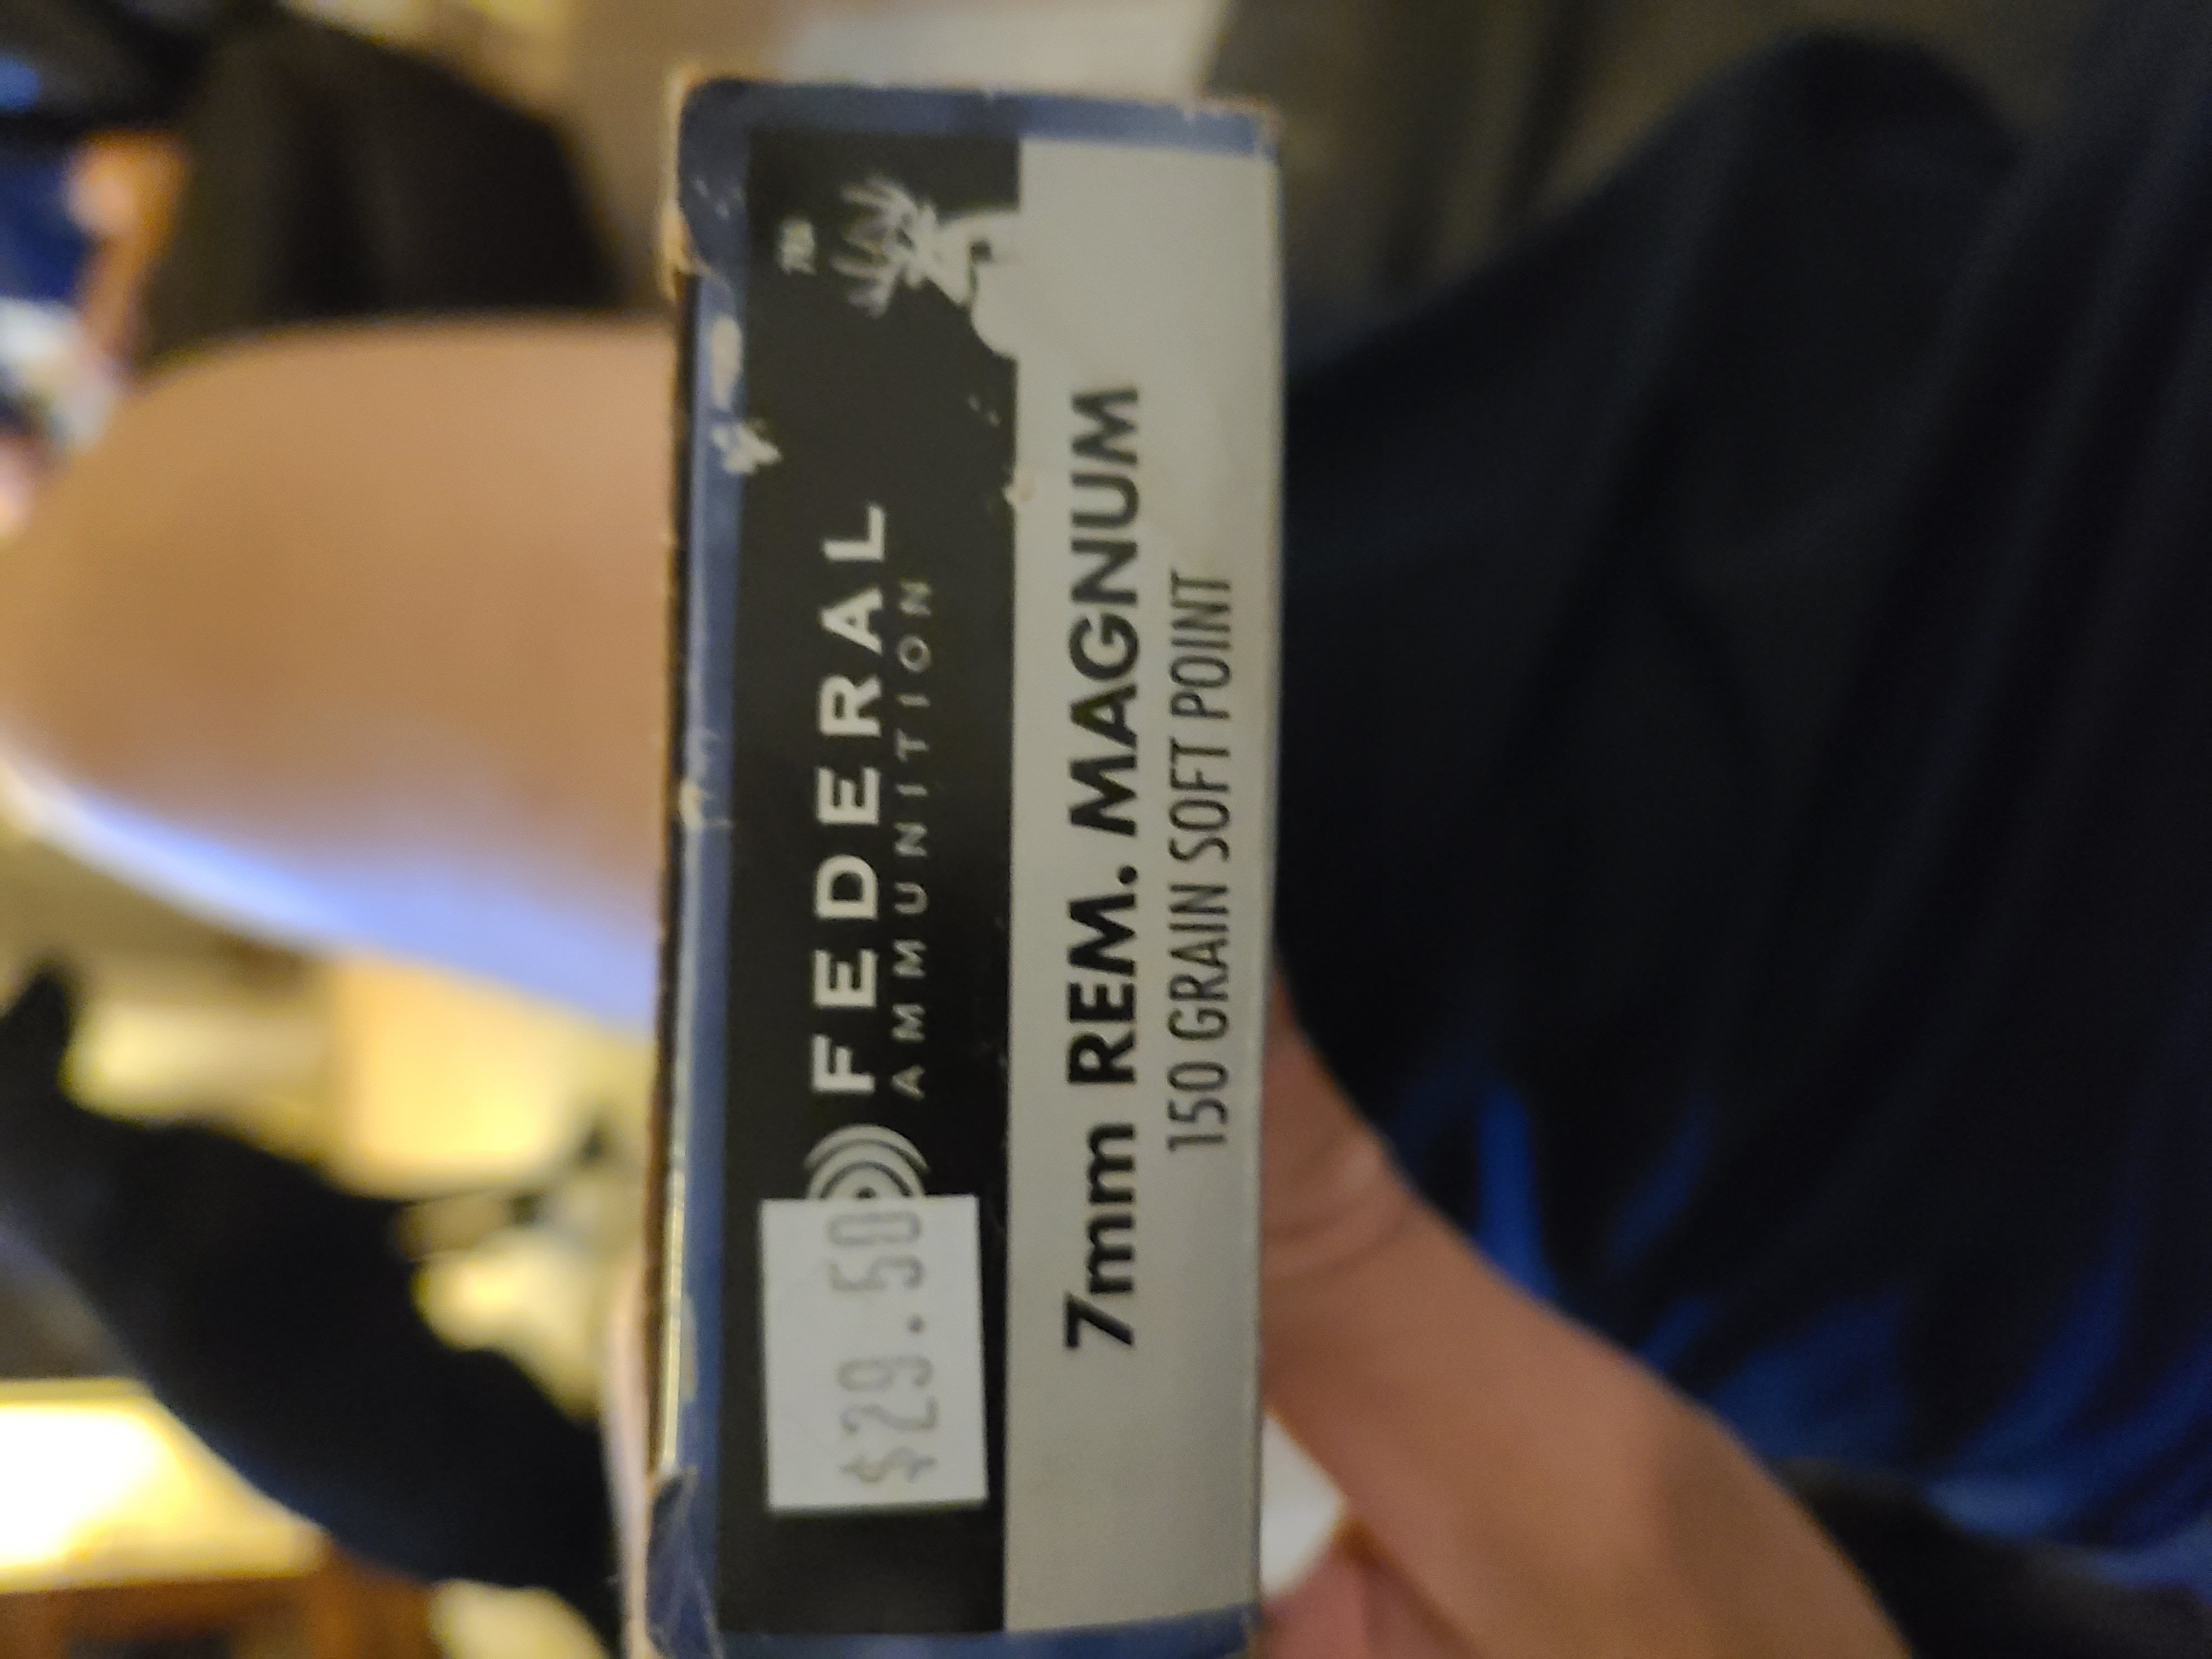 FEDERAL
AMMUNITION
$29.50
7mm REM. MAGNUM
150 GRAIN SOFT POINT